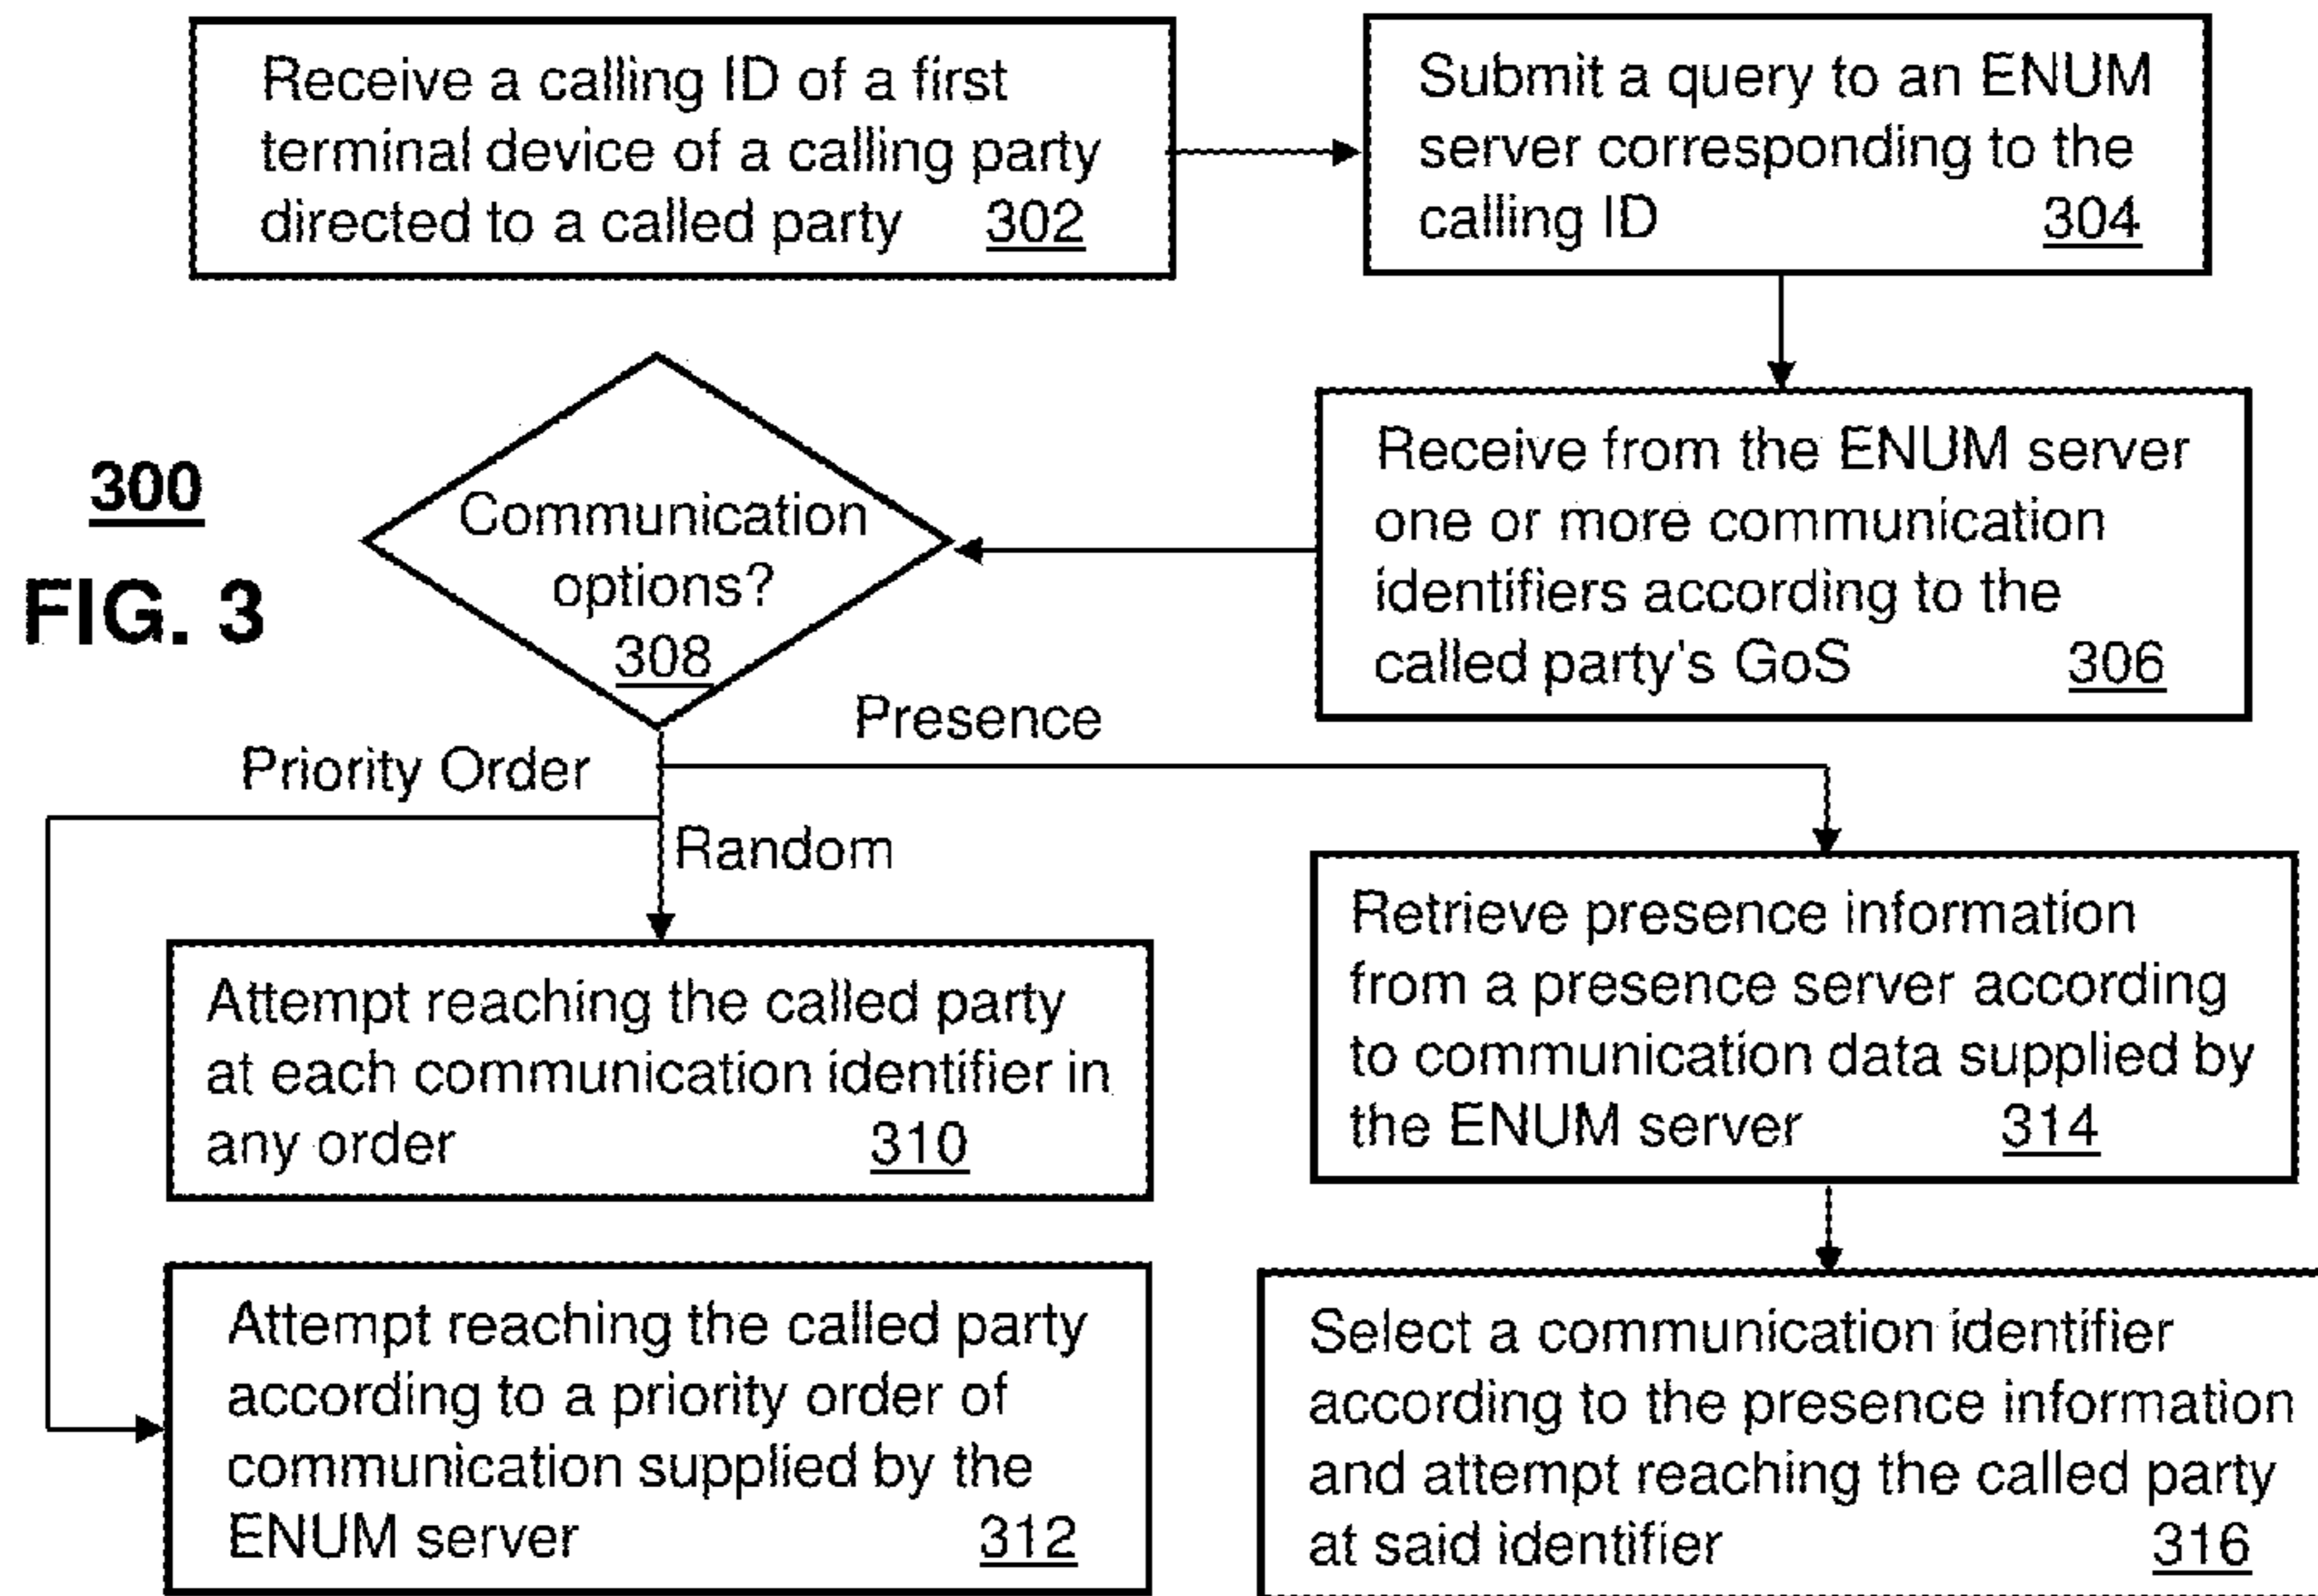 Receive a calling ID of a first
terminal device of a calling party
directed to a called party 302
Submit a query to an ENUM
server corresponding to the
calling ID 304
Receive from the ENUM server
one or more communication
identifiers according to the
called party's GoS 306
300
FIG. 3
Communication
options?
308
Presence
Priority Order
Random
Attempt reaching the called party
at each communication identifier in
any order 310
Attempt reaching the called party
according to a priority order of
communication supplied by the
ENUM server 312
Retrieve presence information
from a presence server according
to communication data supplied by
the ENUM server 314
Select a communication identifier
according to the presence information
and attempt reaching the called party
at said identifier 316